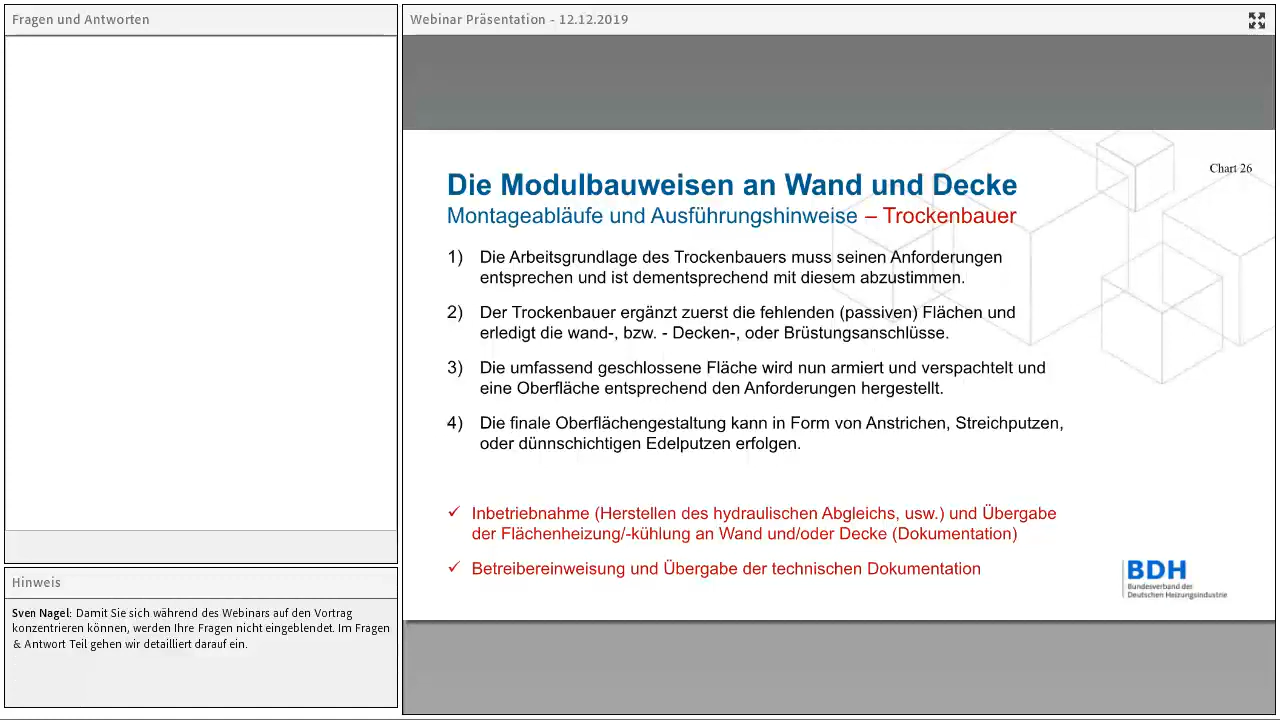 Fragen und Antworten
Hinweis
Sven Nagel: Damit Sie sich während des Webinars auf den Vortrag
konzentrieren können, werden Ihre Fragen nicht eingeblendet. Im Fragen
& Antwort Teil gehen wir detailliert darauf ein.
Webinar Präsentation - 12.12.2019
Chart 26
Die Modulbauweisen an Wand und Decke
Montageabläufe und Ausführungshinweise – Trockenbauer
1) Die Arbeitsgrundlage des Trockenbauers muss seinen Anforderungen
entsprechen und ist dementsprechend mit diesem abzustimmen.
2) Der Trockenbauer ergänzt zuerst die fehlenden (passiven) Flächen und
erledigt die wand-, bzw. - Decken-, oder Brüstungsanschlüsse.
3) Die umfassend geschlossene Fläche wird nun armiert und verspachtelt und
eine Oberfläche entsprechend den Anforderungen hergestellt.
4) Die finale Oberflächengestaltung kann in Form von Anstrichen, Streichputzen,
oder dünnschichtigen Edelputzen erfolgen.
✓ Inbetriebnahme (Herstellen des hydraulischen Abgleichs, usw.) und Übergabe
der Flächenheizung/-kühlung an Wand und/oder Decke (Dokumentation)
✓ Betreibereinweisung und Übergabe der technischen Dokumentation
BDH
Bundesverband der
Deutschen Heizungsindustrie